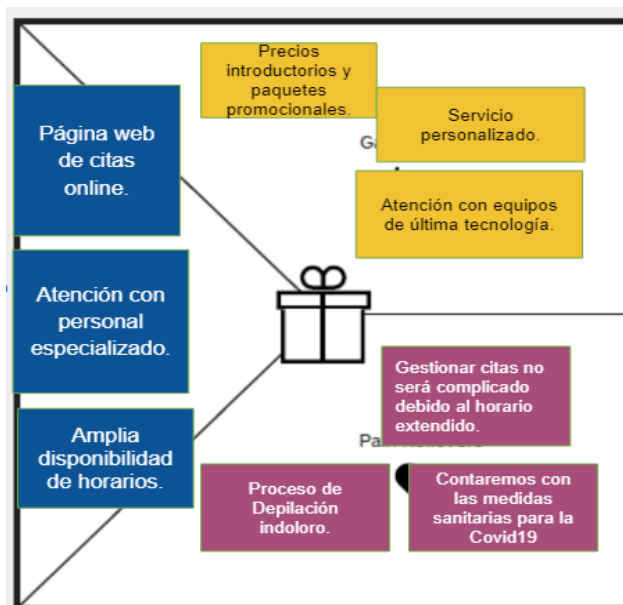 Precios
introductorios y
paquetes
promocionales.
Servicio
personalizado.
Atención con equipos
de última tecnología.
Página web
de citas
online.
Atención con
personal
especializado.
Amplia
disponibilidad
de horarios.
Gestionar citas no
será complicado
debido al horario
extendido.
Proceso de
Depilación
indoloro.
Contaremos con
las medidas
sanitarias para la
Covid19